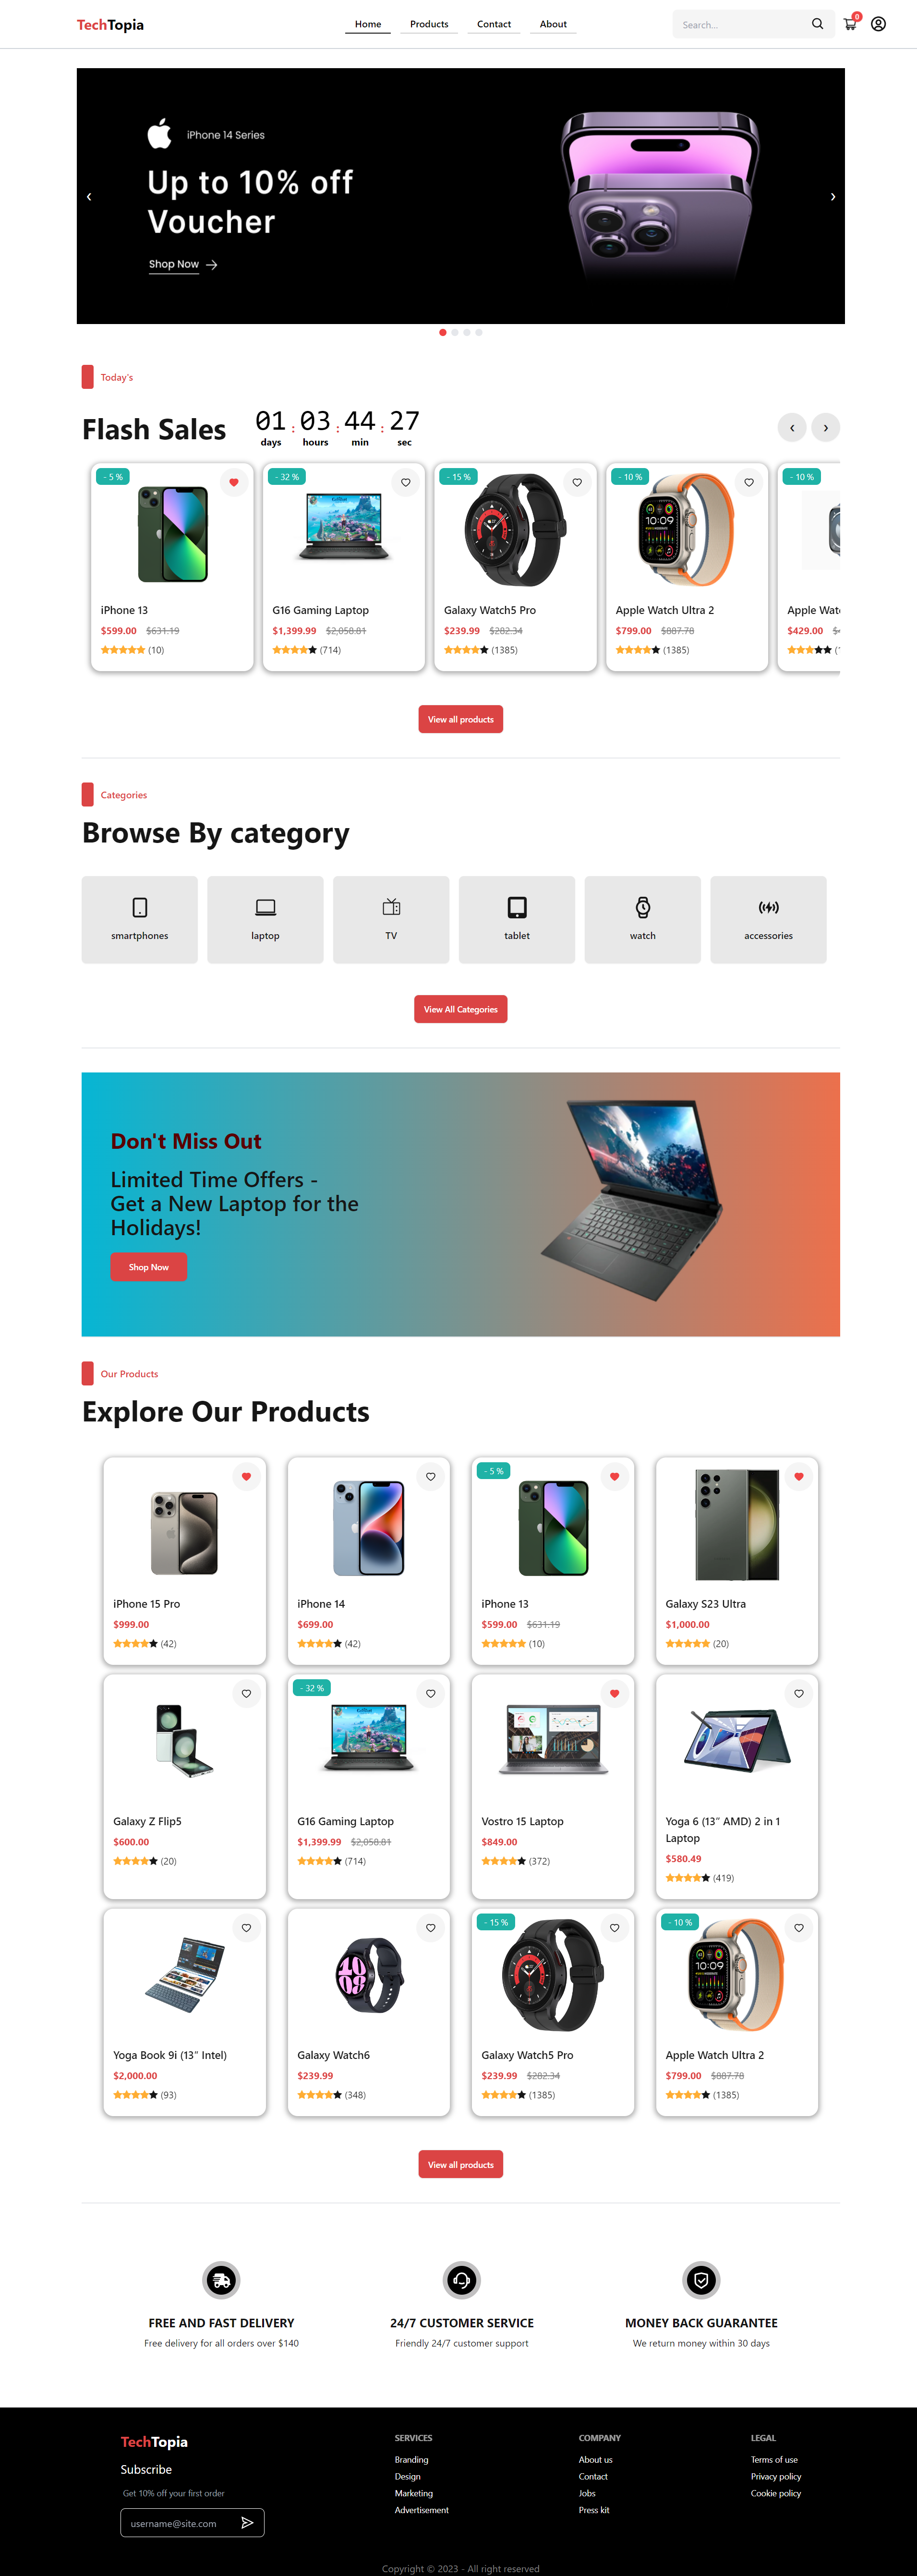 TechTopia
Home Products Contact About
Search...
0
iPhone 14 Series
Up to 10% off
Voucher
Shop Now
Today's
Flash Sales
01 : 03 : 44 : 27
days hours min sec
- 5 %
- 32 %
- 15 %
- 10 %
- 10 %
10:09
iPhone 13
$599.00 $631.19
(10)
G16 Gaming Laptop
$1,399.99 $2,058.81
(714)
Galaxy Watch5 Pro
$239.99 $282.34
(1385)
Apple Watch Ultra 2
$799.00 $887.78
(1385)
Apple Wat
$429.00
View all products
Categories
Browse By category
smartphones
laptop
TV
tablet
watch
accessories
View All Categories
Don't Miss Out
Limited Time Offers -
Get a New Laptop for the
Holidays!
Shop Now
Our Products
Explore Our Products
iPhone 15 Pro
$999.00
(42)
iPhone 14
$699.00
(42)
- 5 %
iPhone 13
$599.00 $631.19
(10)
Galaxy S23 Ultra
$1,000.00
(20)
Galaxy Z Flip5
$600.00
(20)
- 32 %
G16 Gaming Laptop
$1,399.99 $2,058.81
(714)
Vostro 15 Laptop
$849.00
(372)
Yoga 6 (13″ AMD) 2 in 1
Laptop
$580.49
(419)
Yoga Book 9i (13″ Intel)
$2,000.00
(93)
Galaxy Watch6
$239.99
(348)
- 15 %
Galaxy Watch5 Pro
$239.99 $282.34
(1385)
- 10 %
10:09
Apple Watch Ultra 2
$799.00 $887.78
(1385)
View all products
FREE AND FAST DELIVERY
Free delivery for all orders over $140
24/7 CUSTOMER SERVICE
Friendly 24/7 customer support
MONEY BACK GUARANTEE
We return money within 30 days
TechTopia
Subscribe
Get 10% off your first order
username@site.com
SERVICES
Branding
Design
Marketing
Advertisement
COMPANY
About us
Contact
Jobs
Press kit
LEGAL
Terms of use
Privacy policy
Cookie policy
Copyright © 2023 - All right reserved